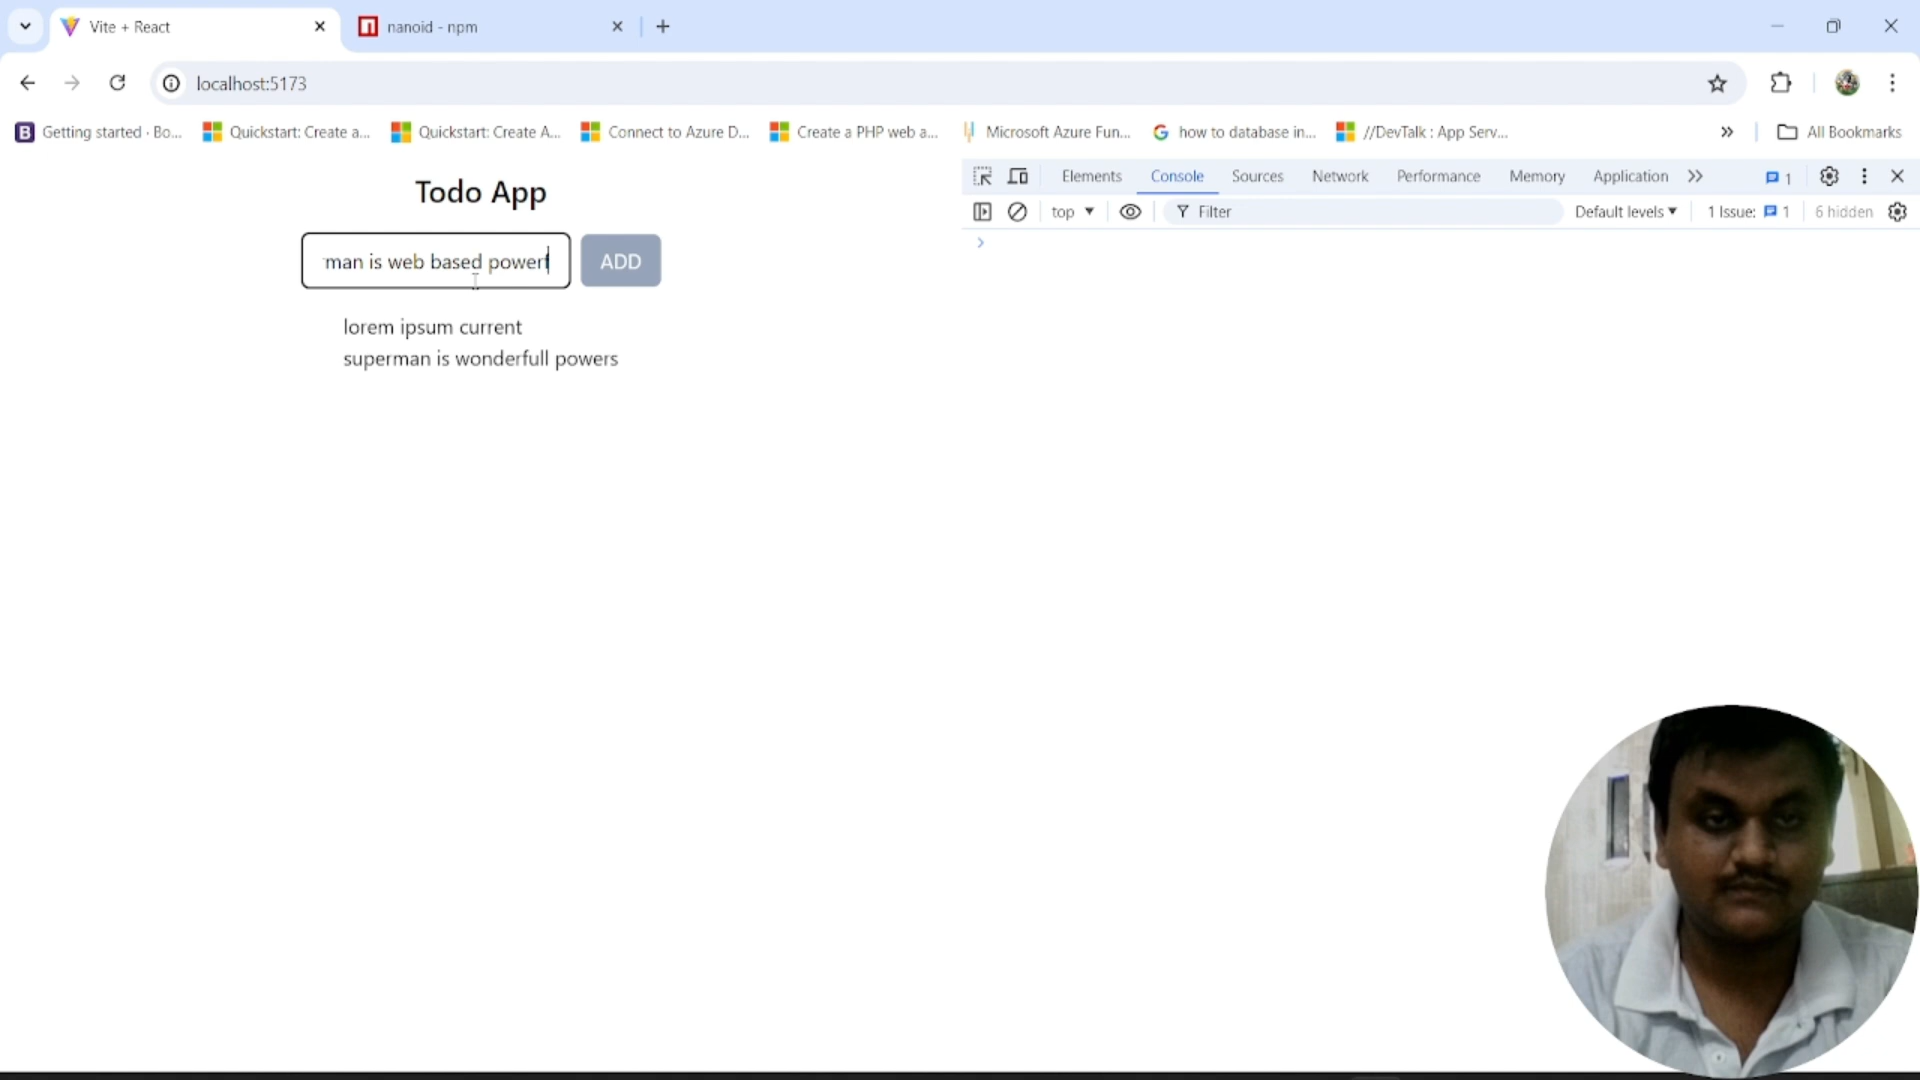 Vite + React
nanoid - npm
localhost:5173
Getting started · Bo...
Quickstart: Create a...
Quickstart: Create A...
Connect to Azure D...
Create a PHP web a...
Microsoft Azure Fun...
how to database in...
//DevTalk : App Serv...
All Bookmarks
Elements
Console
Sources
Network
Performance
Memory
Application
1
top
Filter
Default levels
1 Issue:
1
6 hidden
Todo App
man is web based powerf
ADD
lorem ipsum current
superman is wonderfull powers